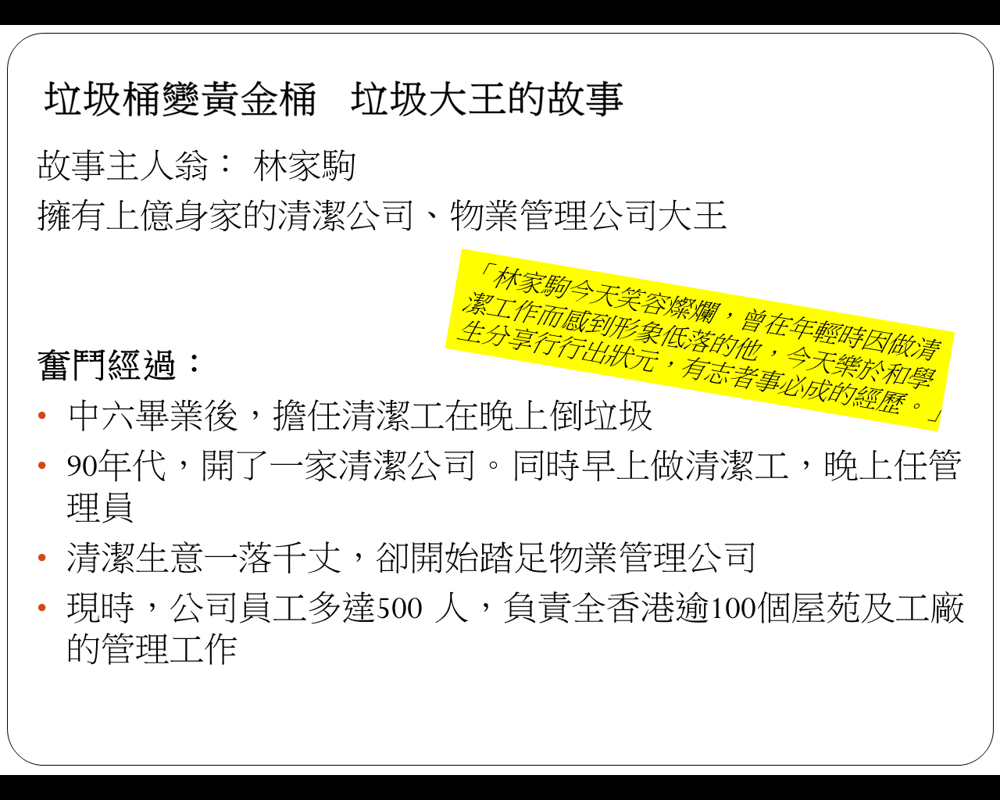 垃圾桶變黃金桶 垃圾大王的故事
故事主人翁： 林家駒
擁有上億身家的清潔公司、物業管理公司大王
「林家駒今天笑容燦爛，曾在年輕時因做清
潔工作而感到形象低落的他，今天樂於和學
生分享行行出狀元，有志者事必成的經歷。」
奮鬥經過：
• 中六畢業後，擔任清潔工在晚上倒垃圾
• 90年代，開了一家清潔公司。同時早上做清潔工，晚上任管
理員
• 清潔生意一落千丈，卻開始踏足物業管理公司
• 現時，公司員工多達500 人，負責全香港逾100個屋苑及工廠
的管理工作